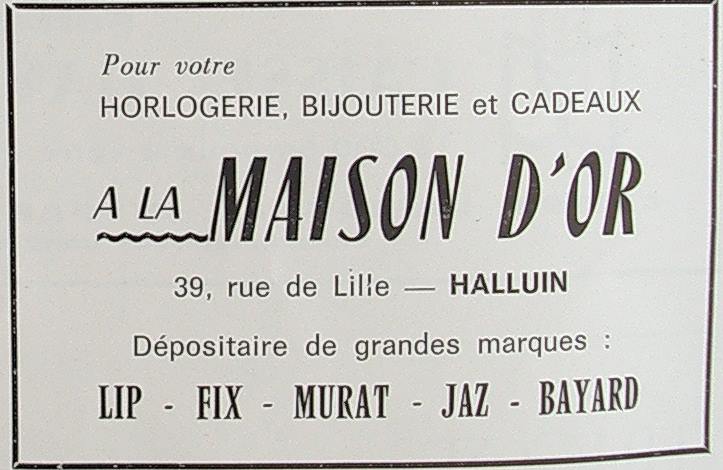 Pour votre
HORLOGERIE, BIJOUTERIE et CADEAUX
A LA MAISON D'OR
39, rue de Lille — HALLUIN
Dépositaire de grandes marques :
LIP - FIX - MURAT - JAZ - BAYARD